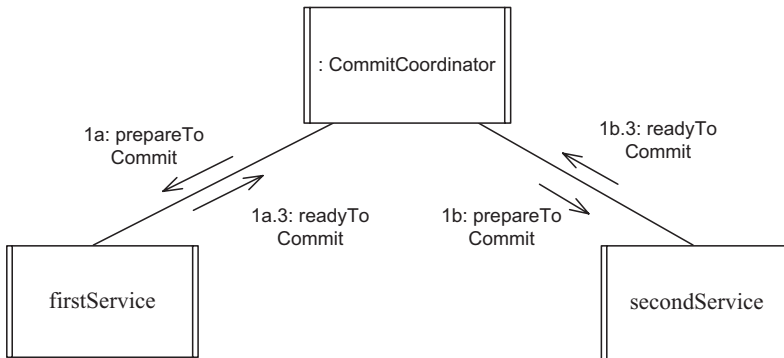 : CommitCoordinator
1a: prepareTo
Commit
1b.3: readyTo
Commit
1a.3: readyTo
Commit
1b: prepareTo
Commit
firstService
secondService